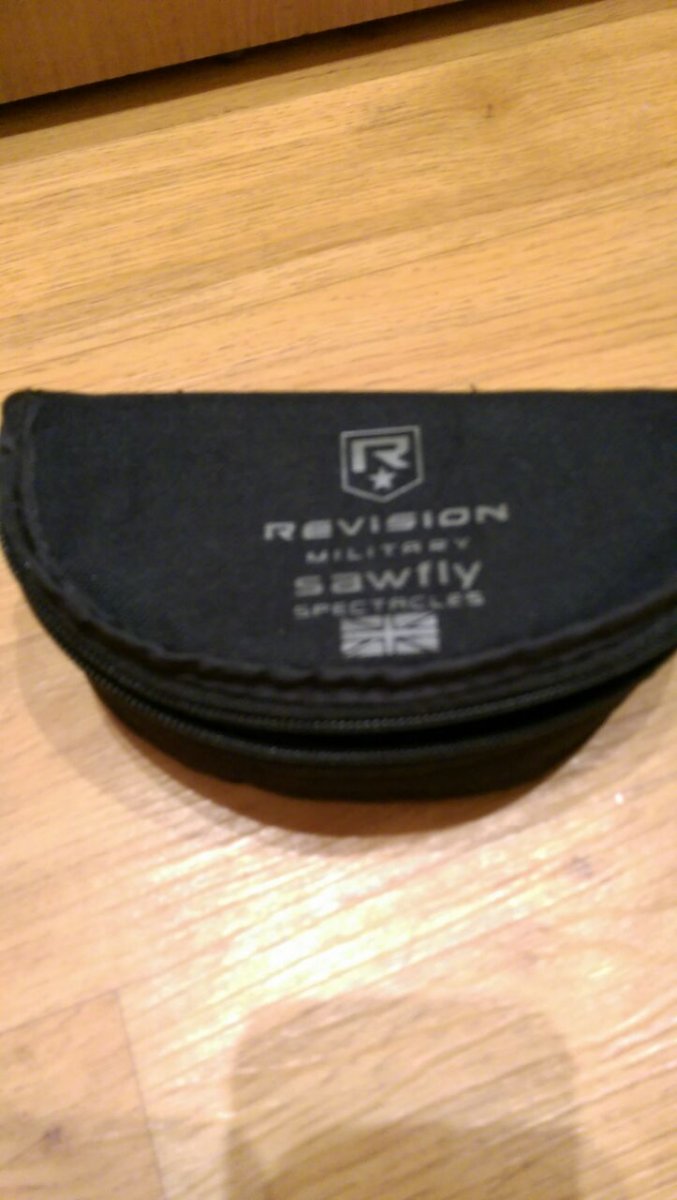 R
REVISION
MILITARY
sawfly
SPECTACLES